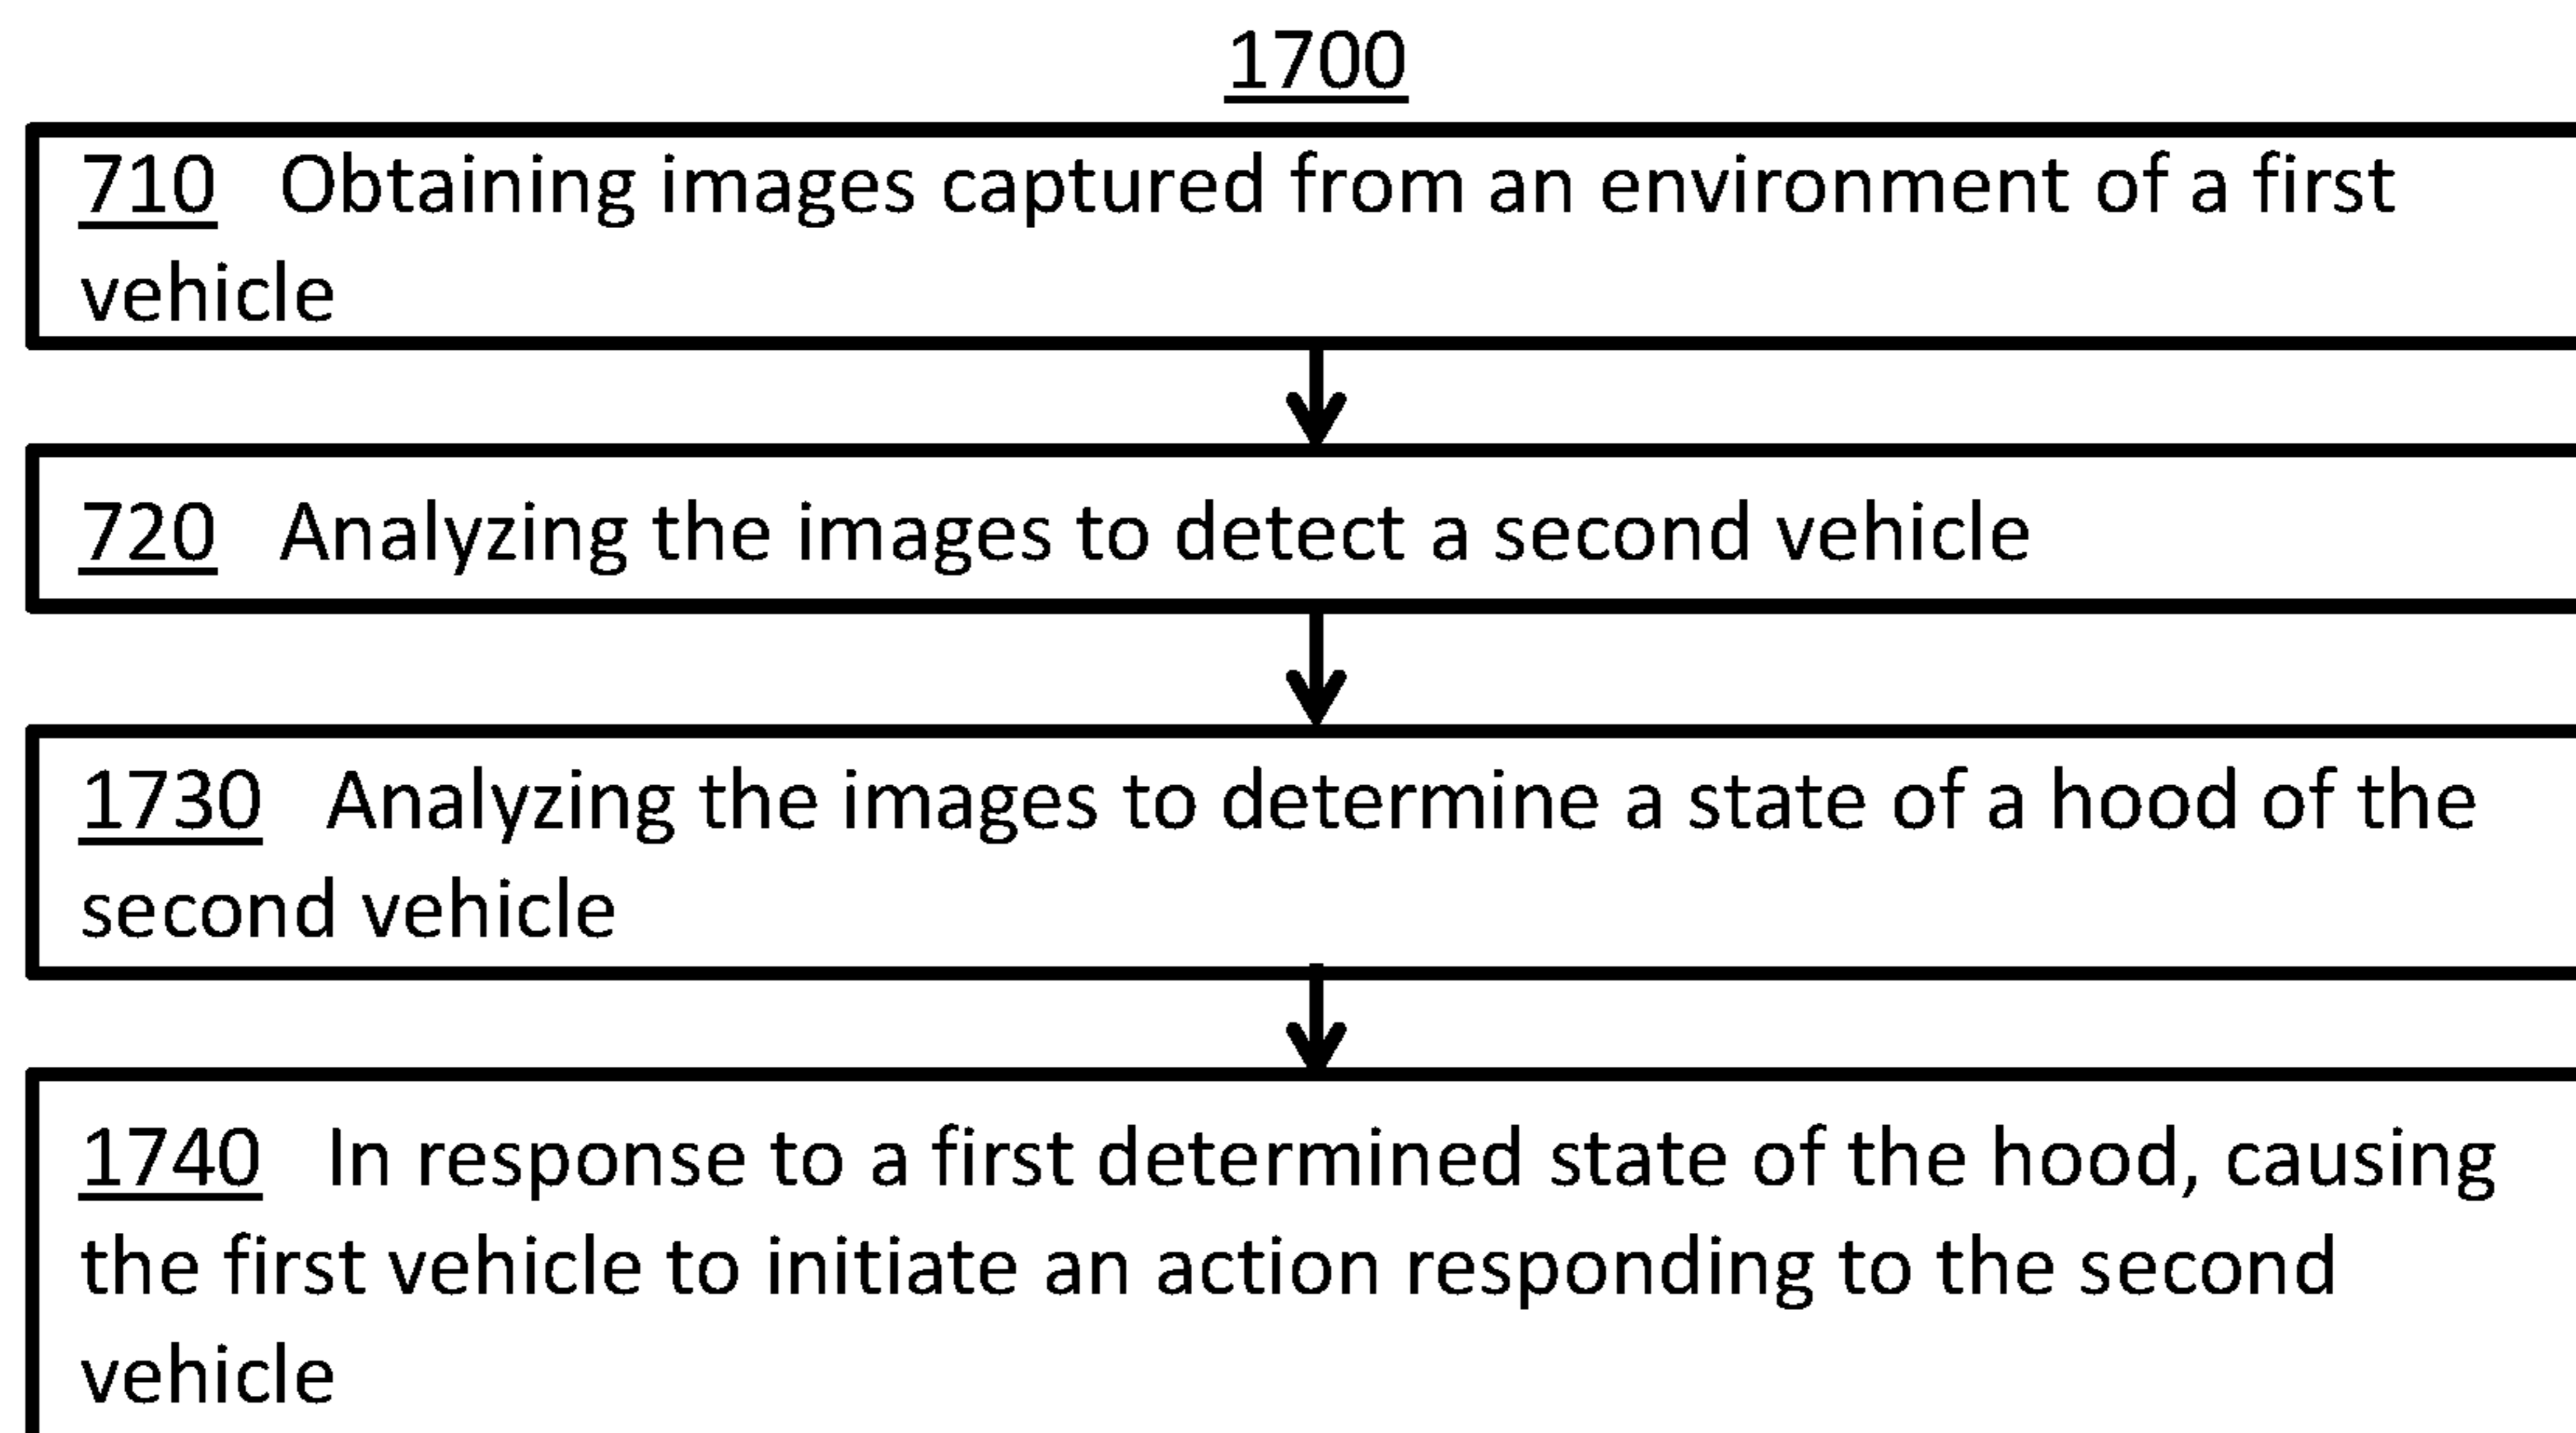 1700
710 Obtaining images captured from an environment of a first
vehicle
720 Analyzing the images to detect a second vehicle
1730 Analyzing the images to determine a state of a hood of the
second vehicle
1740 In response to a first determined state of the hood, causing
the first vehicle to initiate an action responding to the second
vehicle